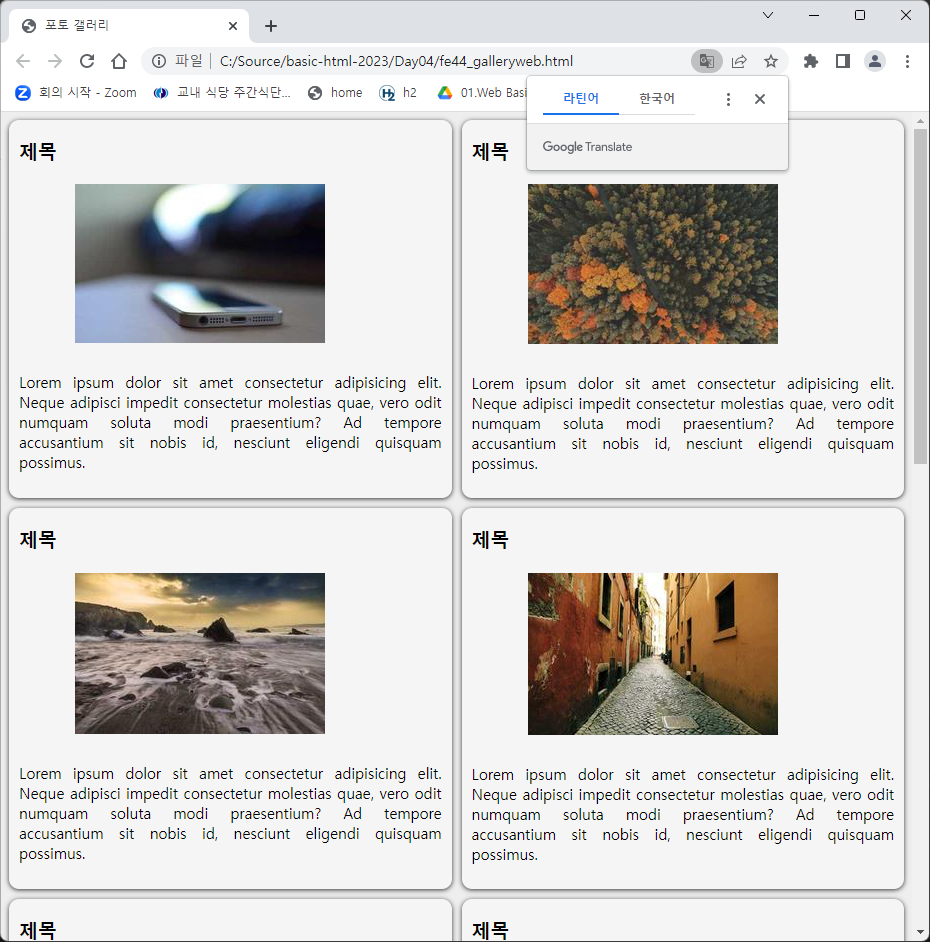 포토 갤러리
파일 C:/Source/basic-html-2023/Day04/fe44_galleryweb.html
회의 시작 - Zoom 교내 식당 주간식단... home H2 h2 01.Web Basi
라틴어 한국어
Google Translate
제목
Lorem ipsum dolor sit amet consectetur adipisicing elit.
Neque adipisci impedit consectetur molestias quae, vero odit
numquam soluta modi praesentium? Ad tempore
accusantium sit nobis id, nesciunt eligendi quisquam
possimus.
제목
Lorem ipsum dolor sit amet consectetur adipisicing elit.
Neque adipisci impedit consectetur molestias quae, vero odit
numquam soluta modi praesentium? Ad tempore
accusantium sit nobis id, nesciunt eligendi quisquam
possimus.
제목
Lorem ipsum dolor sit amet consectetur adipisicing elit.
Neque adipisci impedit consectetur molestias quae, vero odit
numquam soluta modi praesentium? Ad tempore
accusantium sit nobis id, nesciunt eligendi quisquam
possimus.
제목
Lorem ipsum dolor sit amet consectetur adipisicing elit.
Neque adipisci impedit consectetur molestias quae, vero odit
numquam soluta modi praesentium? Ad tempore
accusantium sit nobis id, nesciunt eligendi quisquam
possimus.
제목
제목